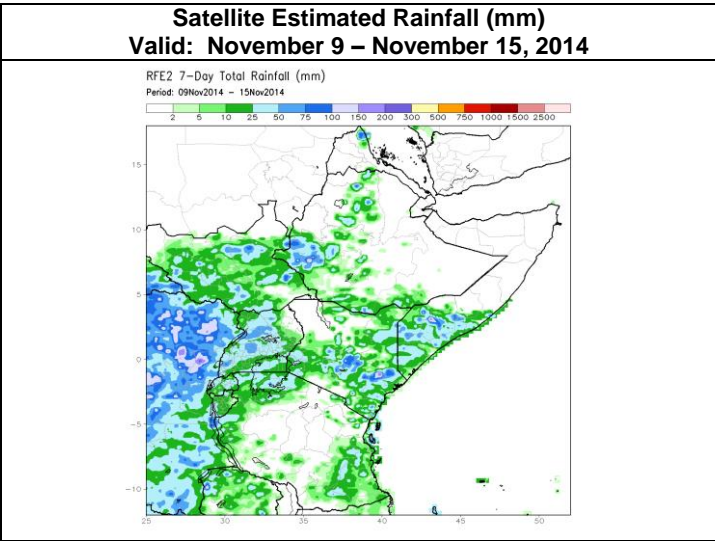 Satellite Estimated Rainfall (mm)
Valid: November 9 – November 15, 2014
RFE2 7-Day Total Rainfall (mm)
Period: 09Nov2014 – 15Nov2014
2 5 10 25 50 75 100 150 200 300 500 750 1000 1500 2500
15
10
5
0
-5
-10
25 30 35 40 45 50